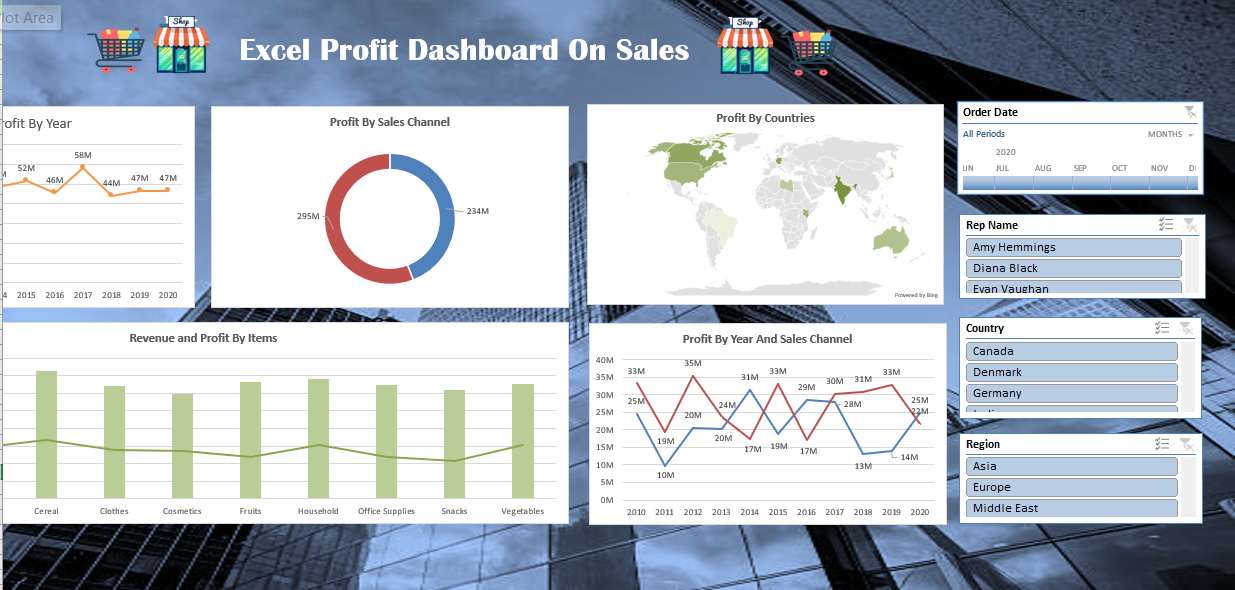 lot Area
Shop
Shop
Excel Profit Dashboard On Sales
ofit By Year
58M
52M
46M
44M
47M
47M
4 2015 2016 2017 2018 2019 2020
Profit By Sales Channel
295M
234M
Profit By Countries
Powered by Bing
Order Date
All Periods
MONTHS
2020
UN JUL AUG SEP OCT NOV
Rep Name
Amy Hemmings
Diana Black
Evan Vaughan
Revenue and Profit By Items
Cereal Clothes Cosmetics Fruits Household Office Supplies Snacks Vegetables
Profit By Year And Sales Channel
40M
35M
30M
25M
20M
15M
10M
5M
0M
33M
19M
35M
24M
17M
33M
17M
30M
31M
33M
22M
25M
10M
20M
20M
31M
19M
29M
28M
13M
14M
25M
2010 2011 2012 2013 2014 2015 2016 2017 2018 2019 2020
Country
Canada
Denmark
Germany
Region
Asia
Europe
Middle East